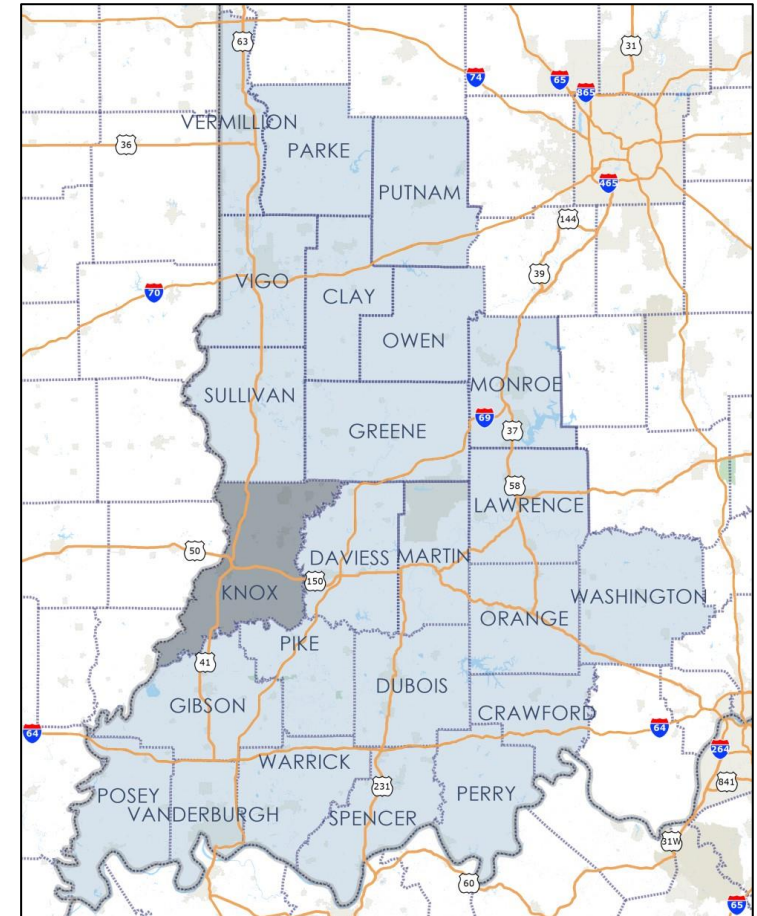 63
31
74
65
865
VERMILLION
36
PARKE
465
PUTNAM
144
39
VIGO
70
CLAY
OWEN
MONROE
SULLIVAN
69
GREENE
37
58
LAWRENCE
50
DAVIESS
MARTIN
150
KNOX
WASHINGTON
ORANGE
PIKE
41
DUBOIS
GIBSON
CRAWFORD
64
64
264
WARRICK
841
231
POSEY
PERRY
VANDERBURGH
SPENCER
31W
60
65